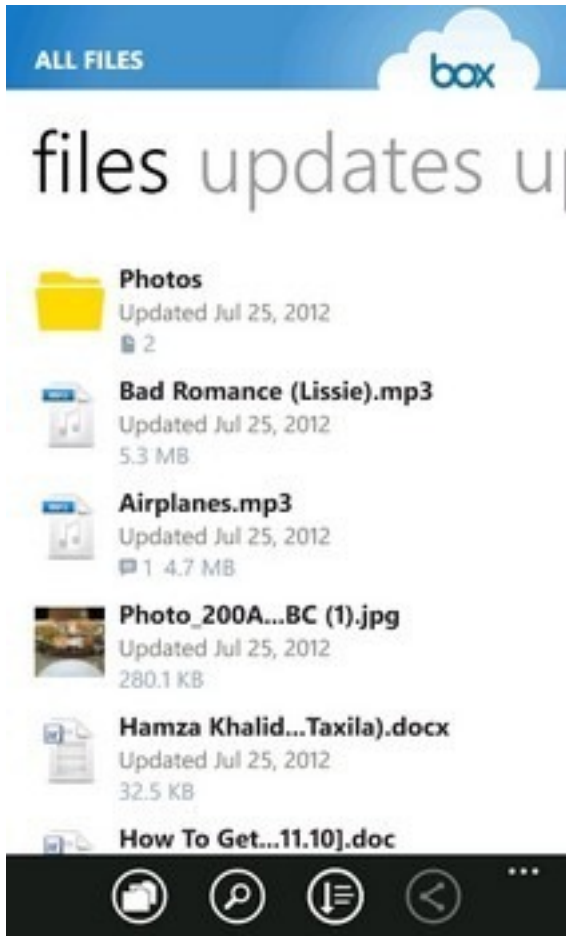 ALL FILES
box
files updates u
Photos
Updated Jul 25, 2012
2
Bad Romance (Lissie).mp3
Updated Jul 25, 2012
5.3 MB
Airplanes.mp3
Updated Jul 25, 2012
1 4.7 MB
Photo_200A...BC (1).jpg
Updated Jul 25, 2012
280.1 KB
Hamza Khalid...Taxila).docx
Updated Jul 25, 2012
32.5 KB
How To Get...11.10].doc